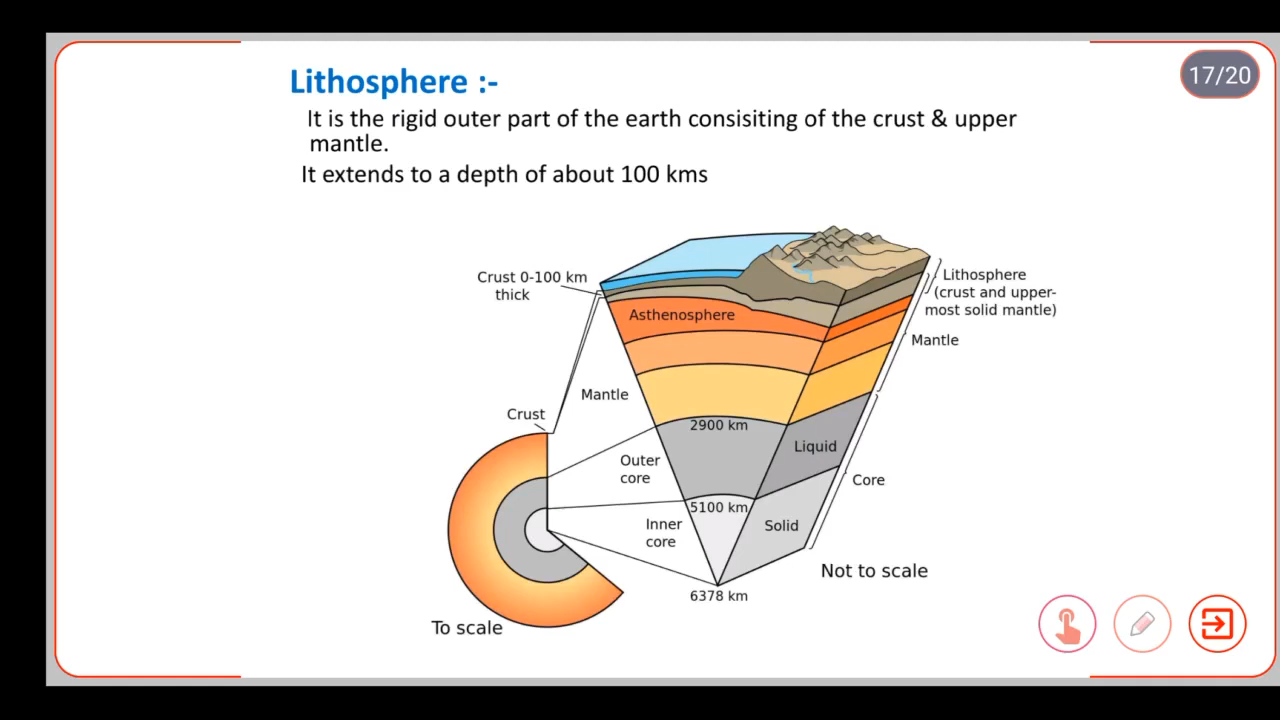 17/20
Lithosphere :-
It is the rigid outer part of the earth consisiting of the crust & upper
mantle.
It extends to a depth of about 100 kms
Crust 0-100 km
thick
Lithosphere
(crust and upper-
most solid mantle)
Asthenosphere
Mantle
Mantle
Crust
2900 km
Liquid
Outer
core
Core
5100 km
Inner
core
Solid
Not to scale
6378 km
To scale